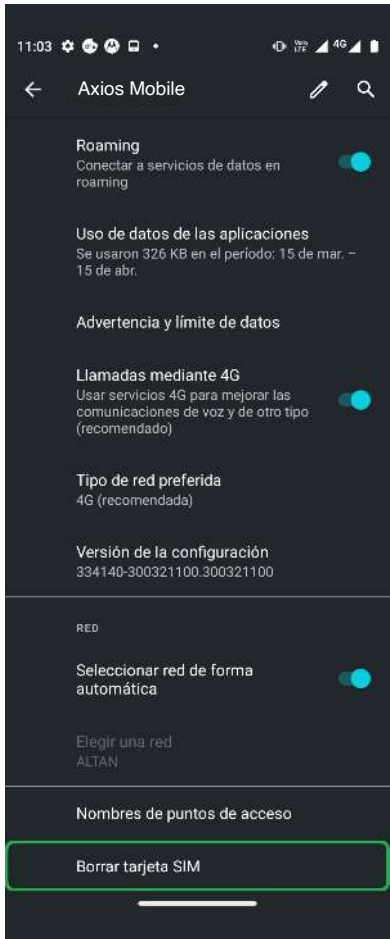 11:03
Volte LTE 4G
Axios Mobile
Roaming
Conectar a servicios de datos en
roaming
Uso de datos de las aplicaciones
Se usaron 326 KB en el período: 15 de mar. –
15 de abr.
Advertencia y límite de datos
Llamadas mediante 4G
Usar servicios 4G para mejorar las
comunicaciones de voz y de otro tipo
(recomendado)
Tipo de red preferida
4G (recomendada)
Versión de la configuración
334140-300321100.300321100
RED
Seleccionar red de forma
automática
Elegir una red
ALTAN
Nombres de puntos de acceso
Borrar tarjeta SIM